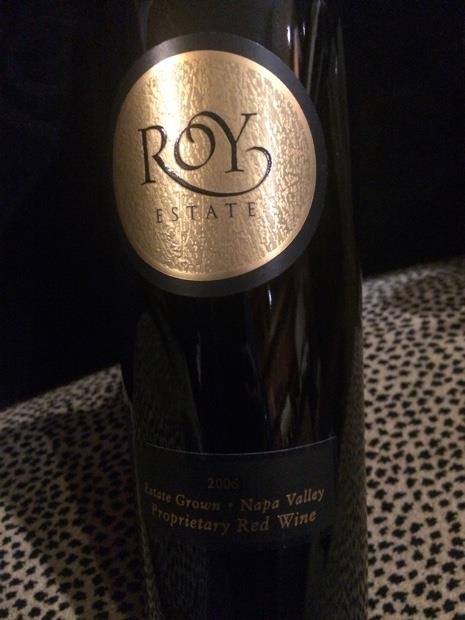 ROY
ESTATE
2006
Estate Grown • Napa Valley
Proprietary Red Wine